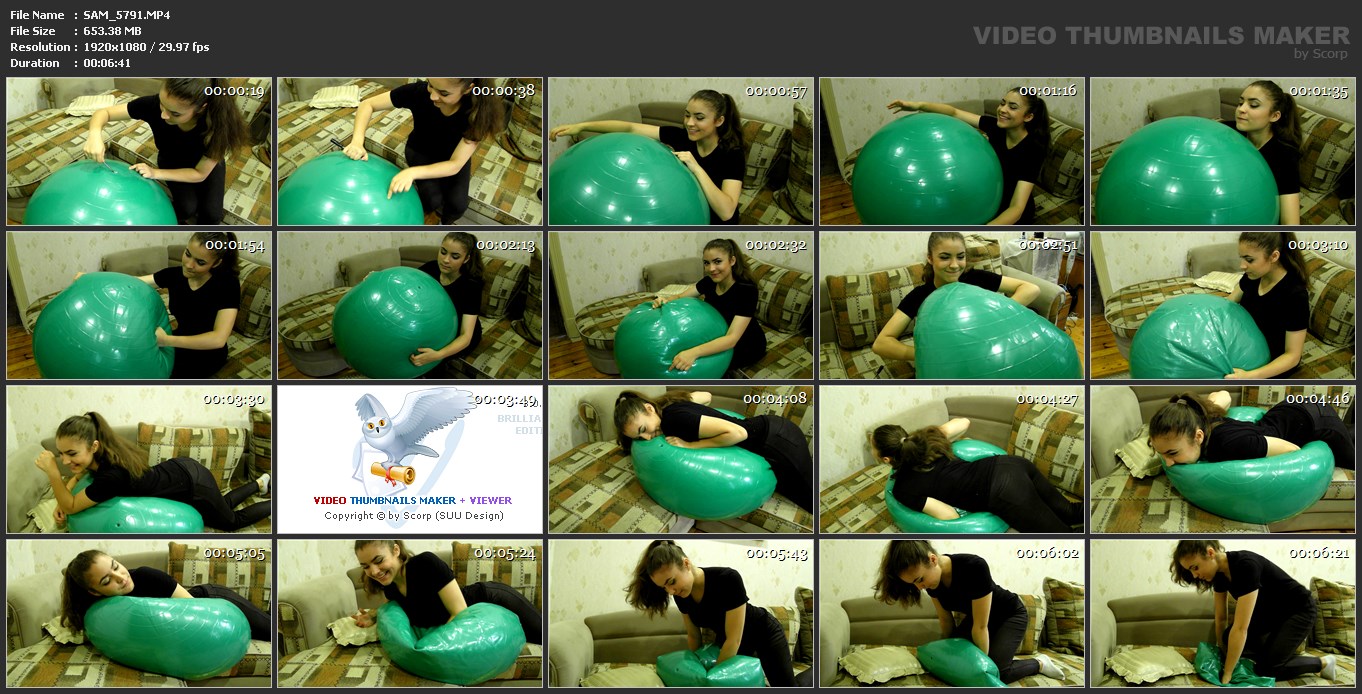 File Name : SAM_5791.MP4
File Size : 653.38 MB
Resolution : 1920x1080 / 29.97 fps
Duration : 00:06:41
VIDEO THUMBNAILS MAKER
by Scorp
00:00:19
00:00:38
00:00:57
00:01:16
00:01:35
00:01:54
00:02:13
00:02:32
00:02:51
00:03:10
00:03:30
00:03:49
BRILLIA
EDIT
VIDEO THUMBNAILS MAKER + VIEWER
Copyright © by Scorp (SUU Design)
00:04:08
00:04:27
00:04:46
00:05:05
00:05:24
00:05:43
00:06:02
00:06:21